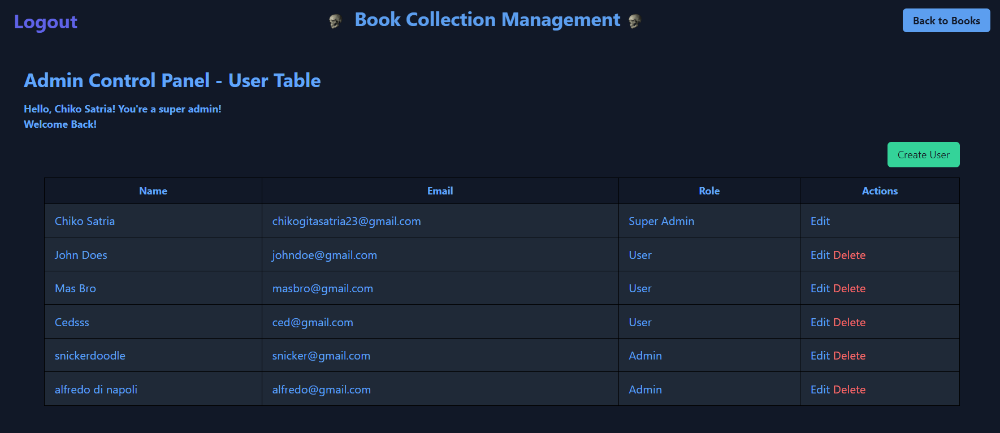 Logout
Book Collection Management
Back to Books
Admin Control Panel - User Table
Hello, Chiko Satria! You're a super admin!
Welcome Back!
Create User
Name Email Role Actions
Chiko Satria chikogitasatria23@gmail.com Super Admin Edit
John Does johndoe@gmail.com User Edit Delete
Mas Bro masbro@gmail.com User Edit Delete
Cedsss ced@gmail.com User Edit Delete
snickerdoodle snicker@gmail.com Admin Edit Delete
alfredo di napoli alfredo@gmail.com Admin Edit Delete